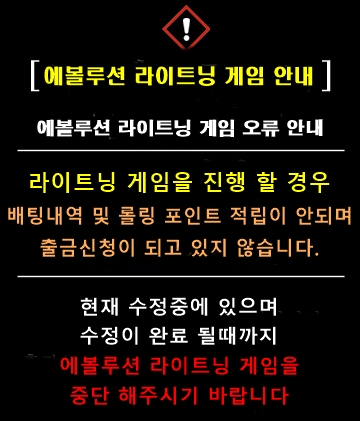 !
[에볼루션 라이트닝 게임 안내]
에볼루션 라이트닝 게임 오류 안내
라이트닝 게임을 진행 할 경우
배팅내역 및 롤링 포인트 적립이 안되며
출금신청이 되고 있지 않습니다.
현재 수정중에 있으며
수정이 완료 될때까지
에볼루션 라이트닝 게임을
중단 해주시기 바랍니다